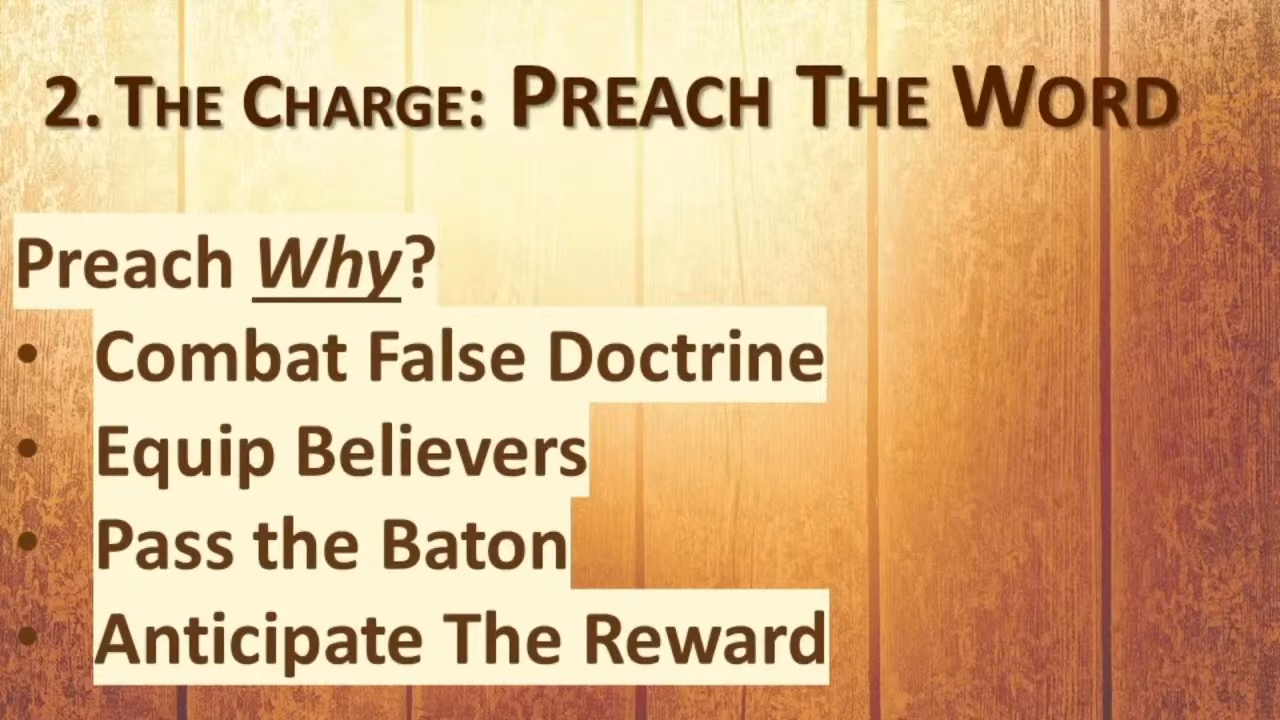 2. The Charge: Preach The Word
Preach Why?
• Combat False Doctrine
• Equip Believers
• Pass the Baton
• Anticipate The Reward